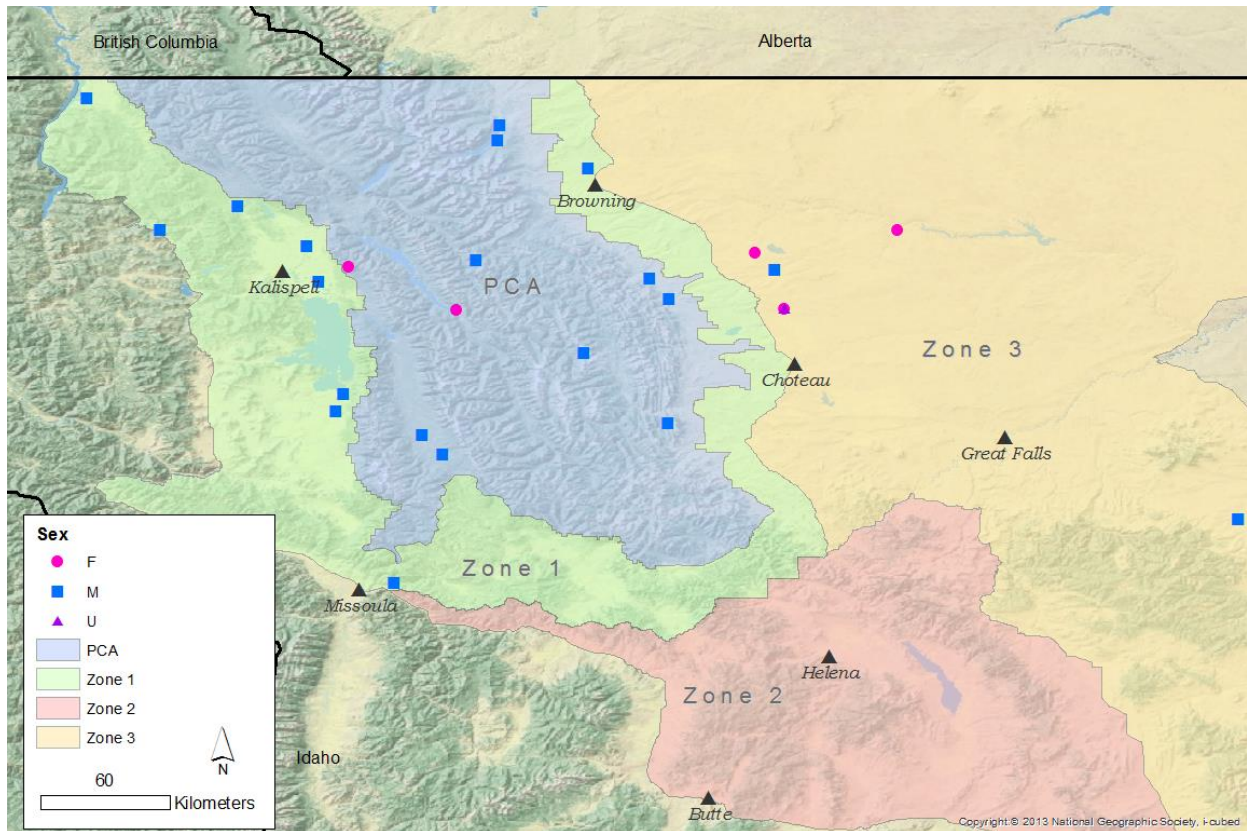 British Columbia
Alberta
Browning
Kalispell
PCA
Zone 3
Choteau
Great Falls
Zone 1
Missoula
Helena
Zone 2
Idaho
Butte
Sex
F
M
U
PCA
Zone 1
Zone 2
Zone 3
N
60
Kilometers
Copyright © 2013 National Geographic Society, i-cubed